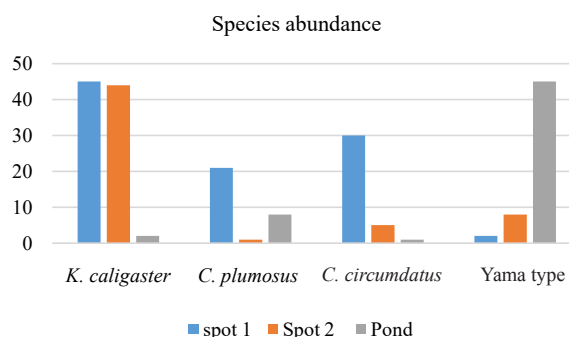 Species abundance
50
40
30
20
10
0
K. caligaster C. plumosus C. circumdatus Yama type
spot 1 Spot 2 Pond